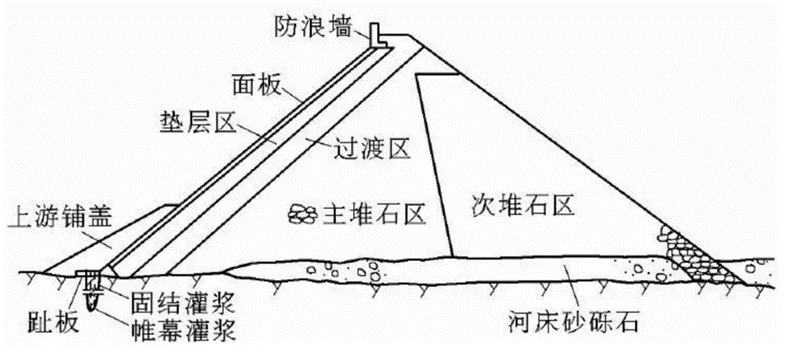 防浪墙
面板
垫层区
过渡区
上游铺盖
主堆石区
次堆石区
固结灌浆
趾板
帷幕灌浆
河床砂砾石